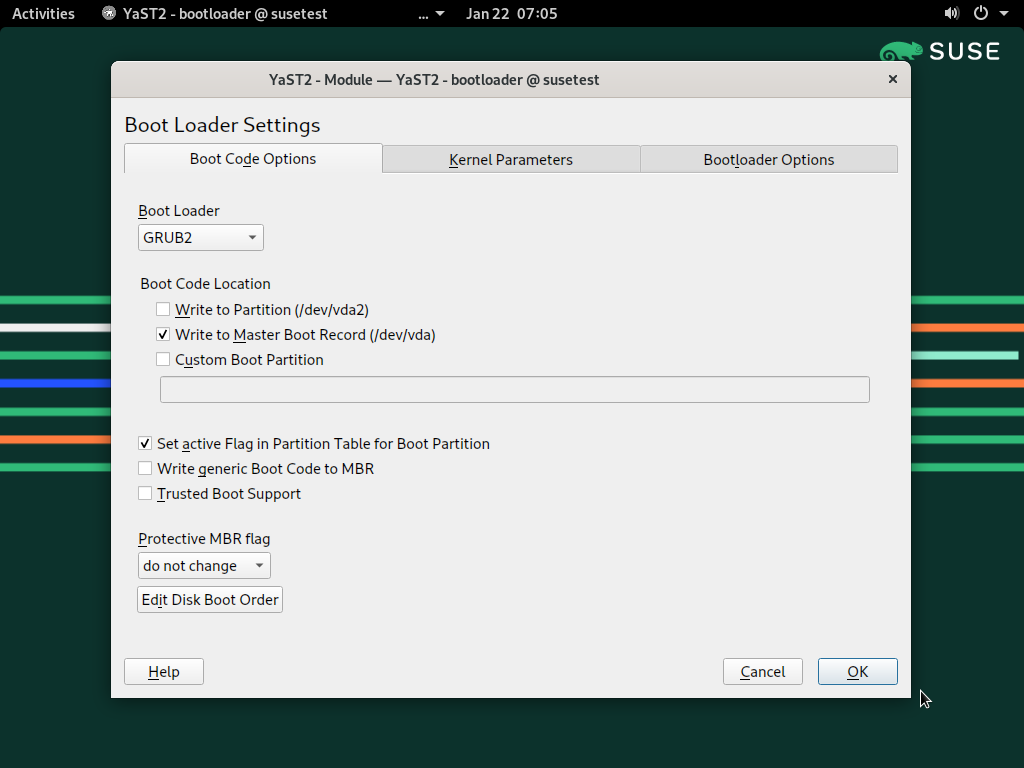 Activities YaST2 - bootloader @ susetest ... Jan 22 07:05
SUSE
YaST2 - Module — YaST2 - bootloader @ susetest
Boot Loader Settings
Boot Code Options Kernel Parameters Bootloader Options
Boot Loader
GRUB2
Boot Code Location
Write to Partition (/dev/vda2)
Write to Master Boot Record (/dev/vda)
Custom Boot Partition
Set active Flag in Partition Table for Boot Partition
Write generic Boot Code to MBR
Trusted Boot Support
Protective MBR flag
do not change
Edit Disk Boot Order
Help Cancel OK